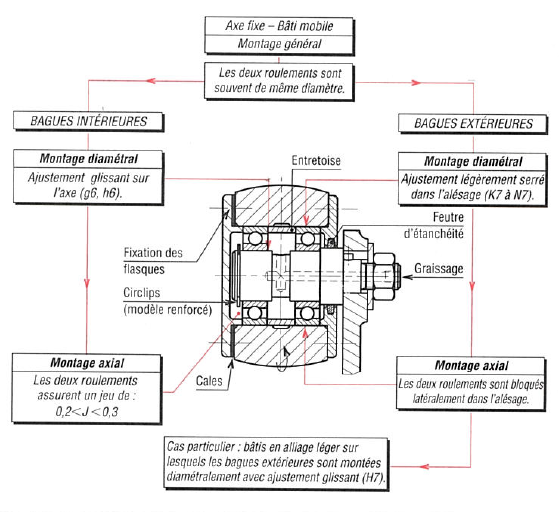 Axe fixe – Bâti mobile
Montage général
Les deux roulements sont
souvent de même diamètre.
BAGUES INTÉRIEURES
BAGUES EXTÉRIEURES
Montage diamétral
Ajustement glissant sur
l'axe (g6, h6).
Entretoise
Montage diamétral
Ajustement légèrement serré
dans l'alésage (K7 à N7).
Feutre
d'étanchéité
Fixation des
flasques
Graissage
Circlips
(modèle renforcé)
Montage axial
Les deux roulements
assurent un jeu de :
0,2<J<0,3
Cales
Montage axial
Les deux roulements sont bloqués
latéralement dans l'alésage.
Cas particulier : bâtis en alliage léger sur
lesquels les bagues extérieures sont montées
diamétralement avec ajustement glissant (H7).